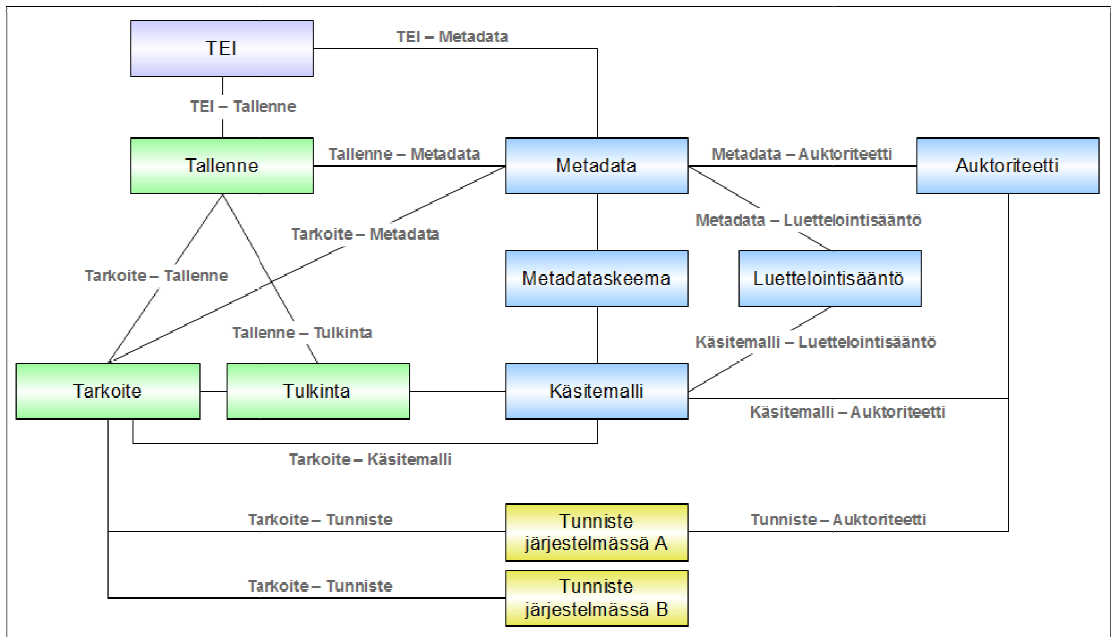 TEI – Metadata
TEI
TEI – Tallenne
Tallenne
Tallenne – Metadata
Metadata
Metadata – Auktoriteetti
Auktoriteetti
Metadata – Luettelointisääntö
Tarkoite – Metadata
Tarkoite – Tallenne
Metadataskeema
Luettelointisääntö
Tallenne – Tulkinta
Käsitemalli – Luettelointisääntö
Tarkoite
Tulkinta
Käsitemalli
Käsitemalli – Auktoriteetti
Tarkoite – Käsitemalli
Tarkoite – Tunniste
Tunniste
järjestelmässä A
Tunniste – Auktoriteetti
Tarkoite – Tunniste
Tunniste
järjestelmässä B